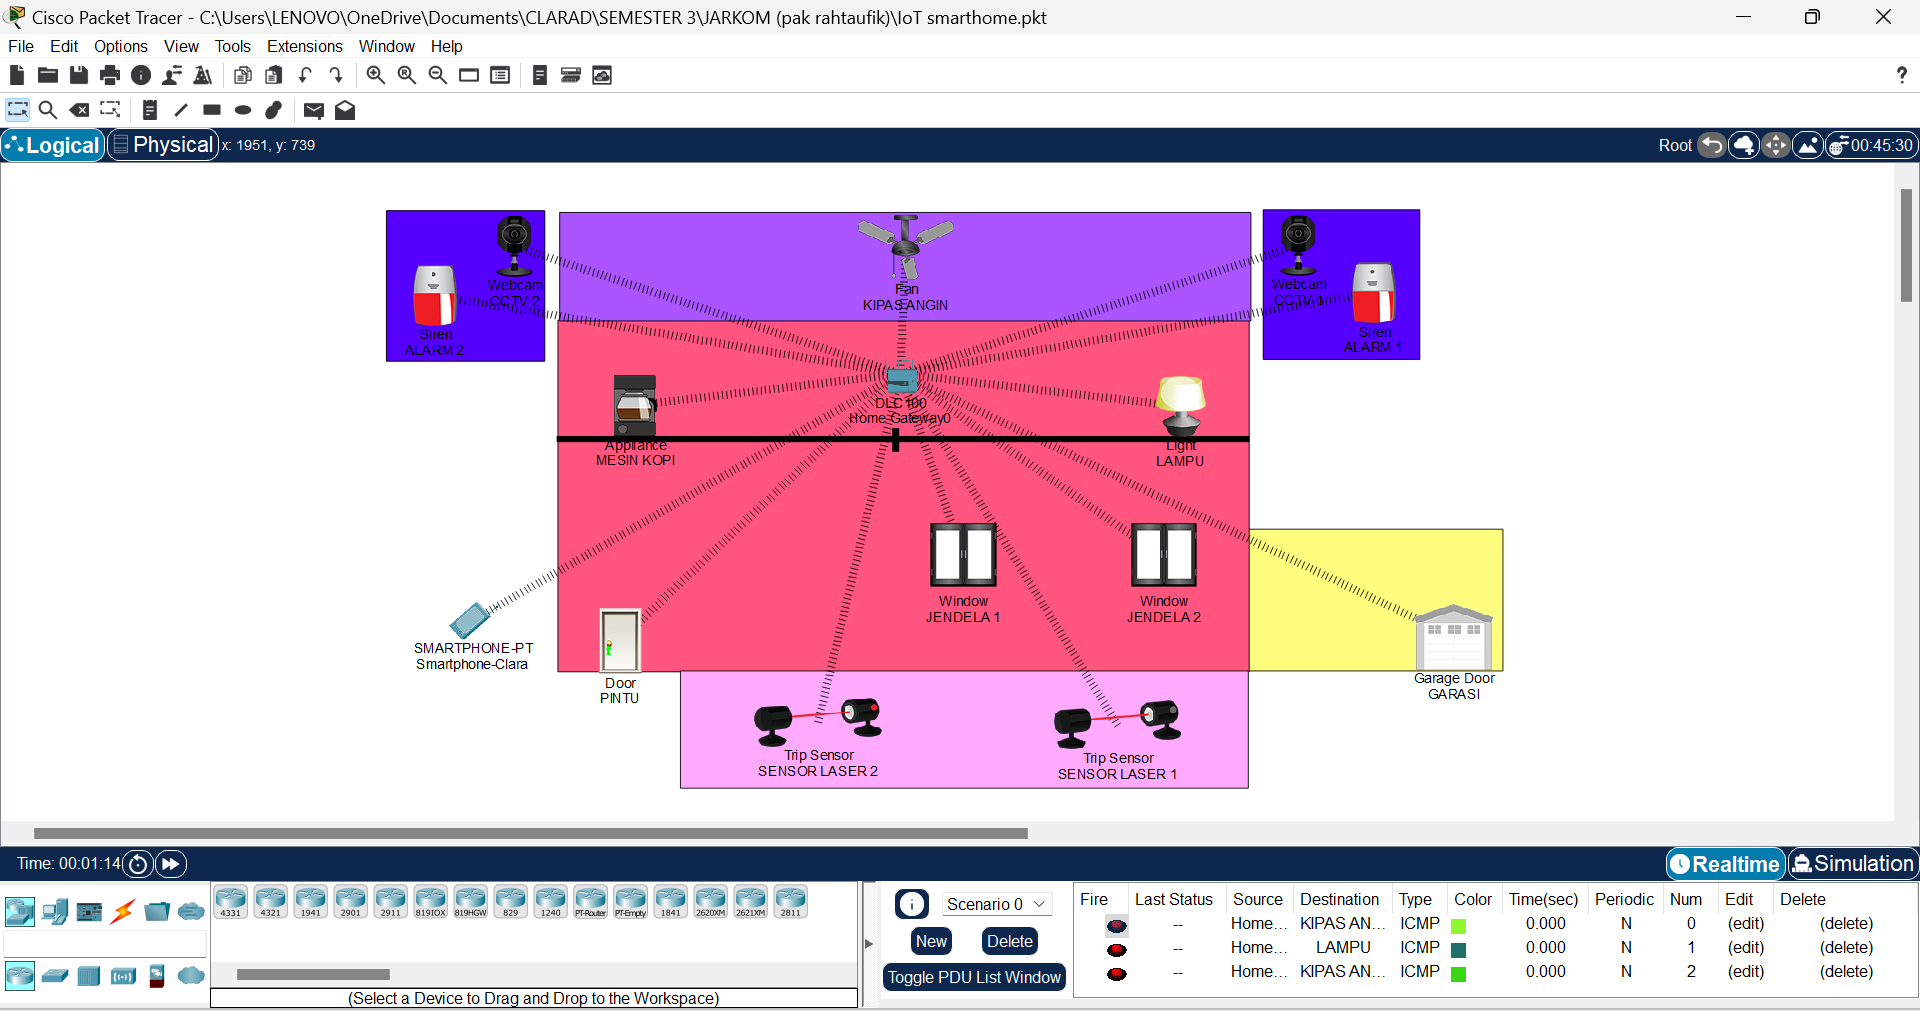 Cisco Packet Tracer - C:\Users\LENOVO\OneDrive\Documents\CLARAD\SEMESTER 3\JARKOM (pak rahtaufik)\IoT smarthome.pkt
File Edit Options View Tools Extensions Window Help
?
Logical Physical x: 1951, y: 739 Root 00:45:30
Webcam
CCTV 2
Siren
ALARM 2
Fan
KIPAS ANGIN
Webcam
CCTV 1
Siren
ALARM 1
DLC100
Home Gateway0
Appliance
MESIN KOPI
Light
LAMPU
Window
JENDELA 1
Window
JENDELA 2
SMARTPHONE-PT
Smartphone-Clara
Door
PINTU
Garage Door
GARASI
Trip Sensor
SENSOR LASER 2
Trip Sensor
SENSOR LASER 1
Time: 00:01:14 Realtime Simulation
4331 4321 1941 2901 2911 819IOX 819HGW 829 1240 PT-Router PT-Empty 1841 2620XM 2621XM 2811
(Select a Device to Drag and Drop to the Workspace)
Scenario 0
New Delete
Toggle PDU List Window
Fire Last Status Source Destination Type Color Time(sec) Periodic Num Edit Delete
-- Home... KIPAS AN... ICMP 0.000 N 0 (edit) (delete)
-- Home... LAMPU ICMP 0.000 N 1 (edit) (delete)
-- Home... KIPAS AN... ICMP 0.000 N 2 (edit) (delete)